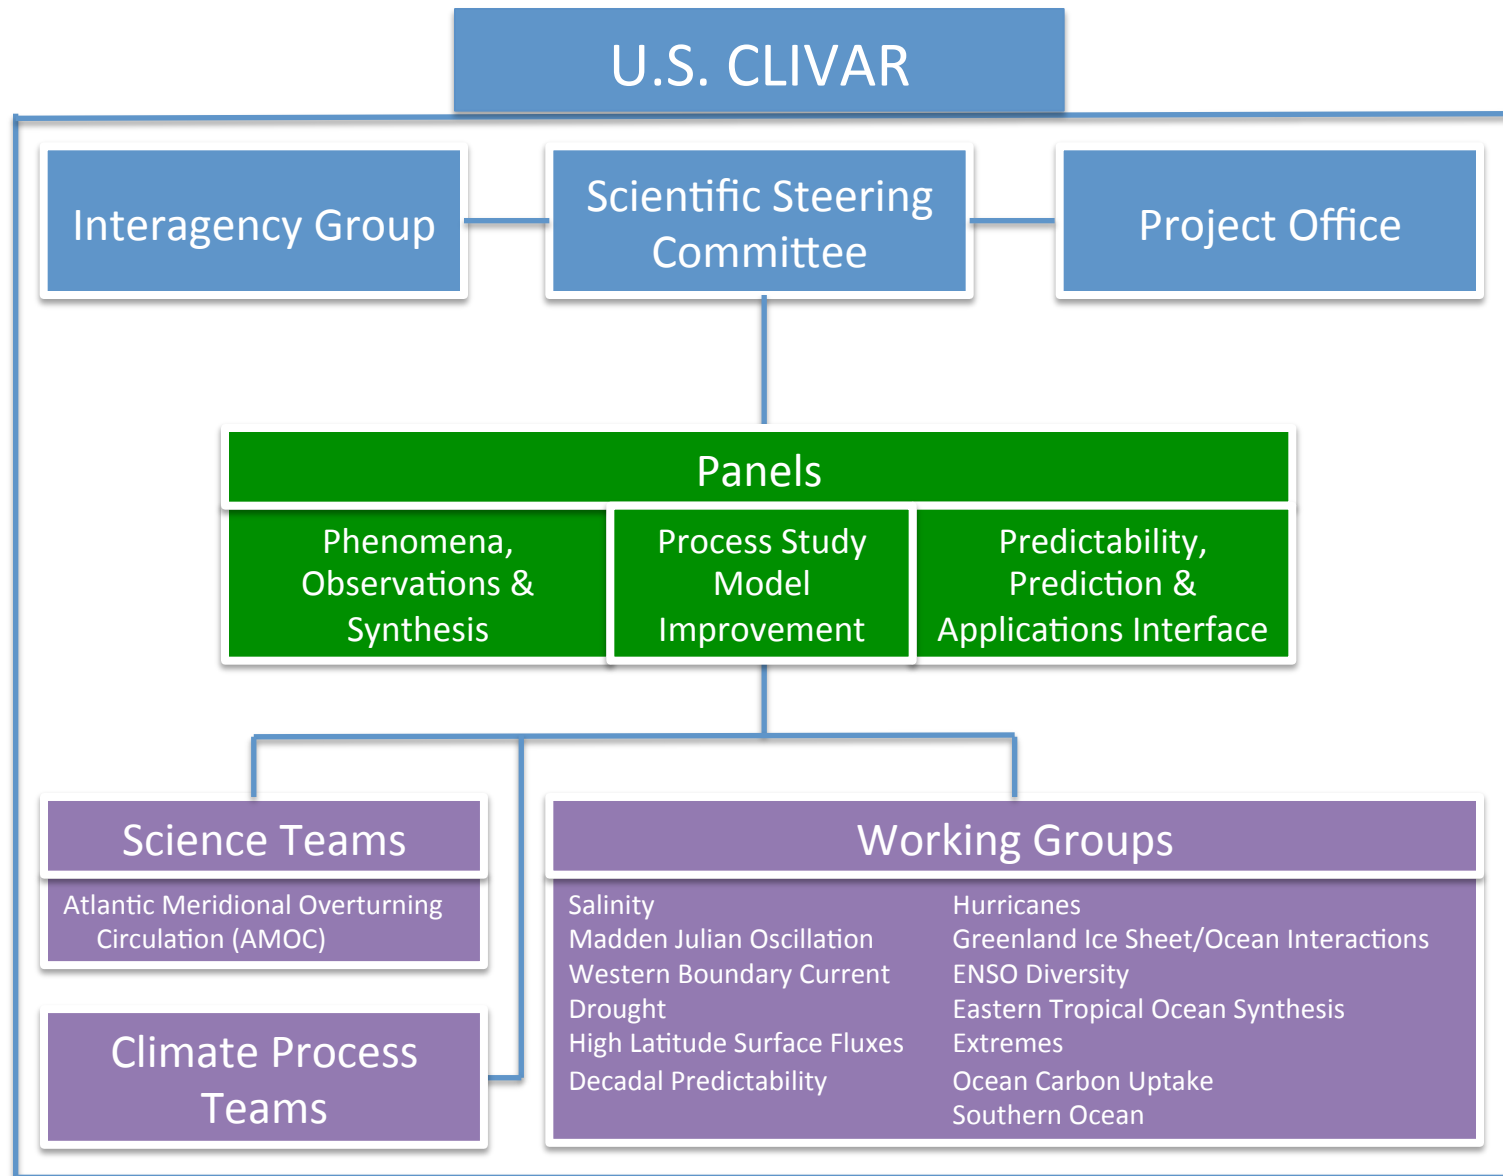 U.S. CLIVAR
Interagency Group
Scientific Steering
Committee
Project Office
Panels
Phenomena,
Observations &
Synthesis
Process Study
Model
Improvement
Predictability,
Prediction &
Applications Interface
Science Teams
Atlantic Meridional Overturning
Circulation (AMOC)
Climate Process
Teams
Working Groups
Salinity
Madden Julian Oscillation
Western Boundary Current
Drought
High Latitude Surface Fluxes
Decadal Predictability
Hurricanes
Greenland Ice Sheet/Ocean Interactions
ENSO Diversity
Eastern Tropical Ocean Synthesis
Extremes
Ocean Carbon Uptake
Southern Ocean